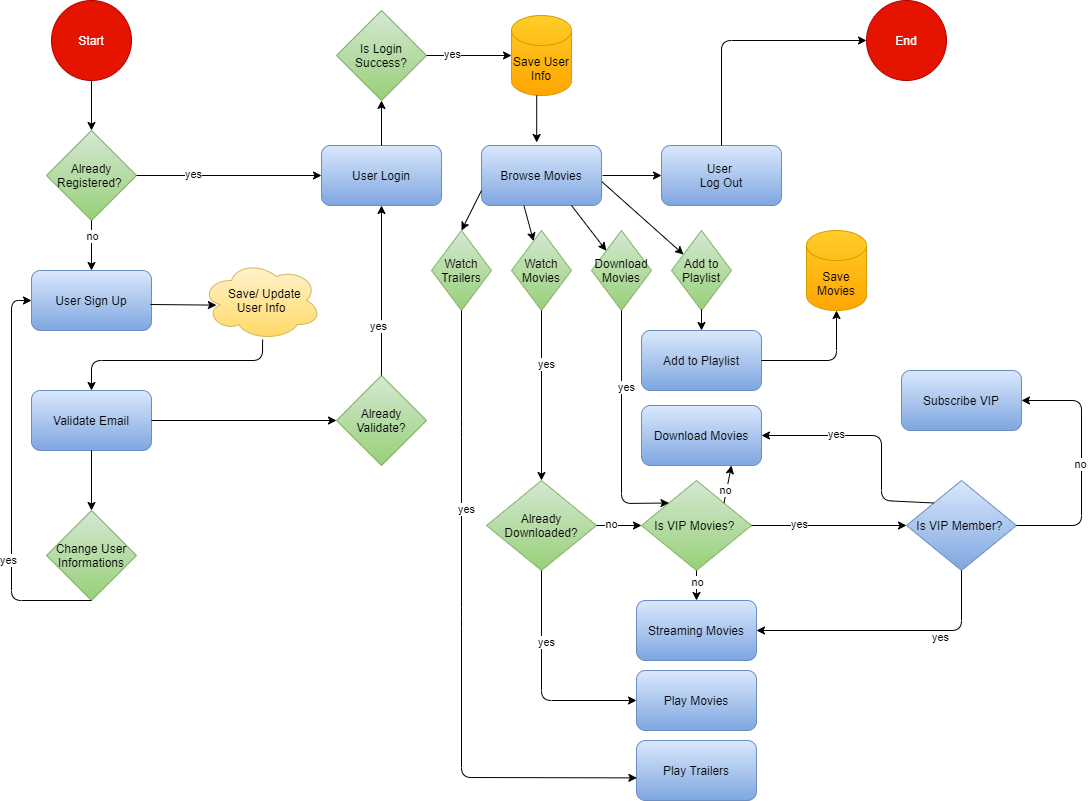 Start
Is Login
Success?
yes
Save User
Info
End
Already
Registered?
yes
User Login
Browse Movies
User
Log Out
no
Watch
Trailers
Watch
Movies
Download
Movies
Add to
Playlist
Save
Movies
User Sign Up
Save/ Update
User Info
yes
yes
Add to Playlist
yes
Subscribe VIP
Validate Email
Already
Validate?
Download Movies
yes
no
no
yes
Already
Downloaded?
no
Is VIP Movies?
yes
Is VIP Member?
Change User
Informations
yes
no
Streaming Movies
yes
yes
Play Movies
Play Trailers